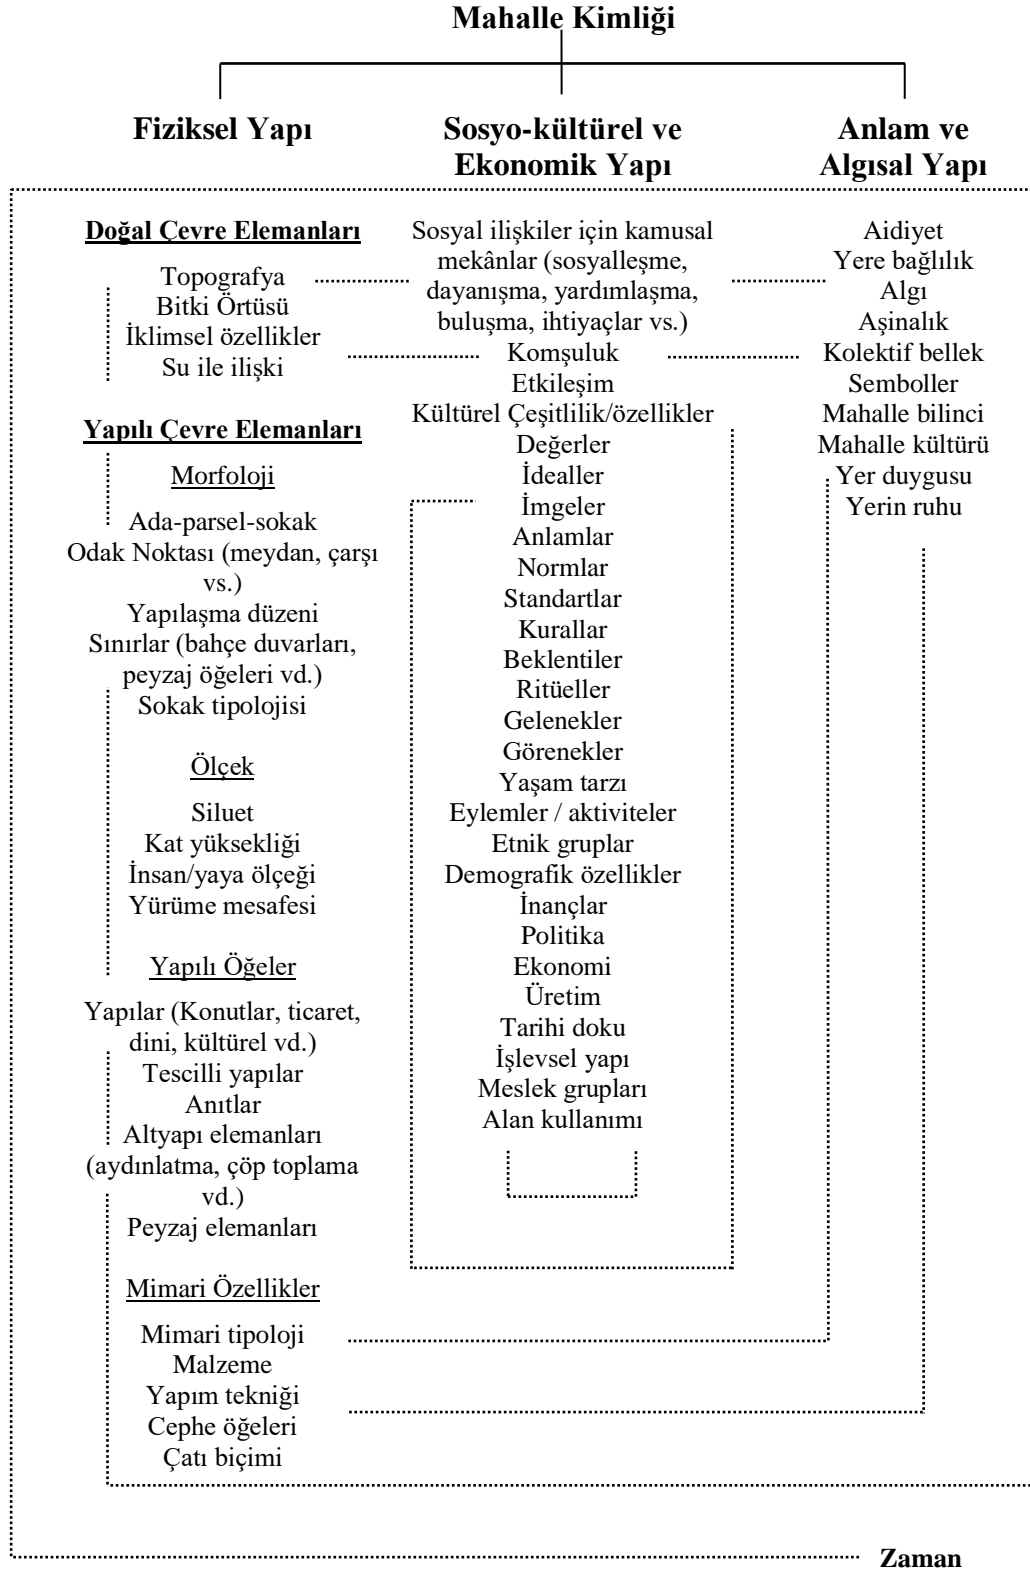 Mahalle Kimliği
Fiziksel Yapı
Sosyo-kültürel ve
Ekonomik Yapı
Anlam ve
Algısal Yapı
Doğal Çevre Elemanları
Topografya
Bitki Örtüsü
İklimsel özellikler
Su ile ilişki
Yapılı Çevre Elemanları
Morfoloji
Ada-parsel-sokak
Odak Noktası (meydan, çarşı
vs.)
Yapılaşma düzeni
Sınırlar (bahçe duvarları,
peyzaj öğeleri vd.)
Sokak tipolojisi
Ölçek
Siluet
Kat yüksekliği
İnsan/yaya ölçeği
Yürüme mesafesi
Yapılı Öğeler
Yapılar (Konutlar, ticaret,
dini, kültürel vd.)
Tescilli yapılar
Anıtlar
Altyapı elemanları
(aydınlatma, çöp toplama
vd.)
Peyzaj elemanları
Mimari Özellikler
Mimari tipoloji
Malzeme
Yapım tekniği
Cephe öğeleri
Çatı biçimi
Sosyal ilişkiler için kamusal
mekânlar (sosyalleşme,
dayanışma, yardımlaşma,
buluşma, ihtiyaçlar vs.)
Komşuluk
Etkileşim
Kültürel Çeşitlilik/özellikler
Değerler
İdealler
İmgeler
Anlamlar
Normlar
Standartlar
Kurallar
Beklentiler
Ritüeller
Gelenekler
Görenekler
Yaşam tarzı
Eylemler / aktiviteler
Etnik gruplar
Demografik özellikler
İnançlar
Politika
Ekonomi
Üretim
Tarihi doku
İşlevsel yapı
Meslek grupları
Alan kullanımı
Aidiyet
Yere bağlılık
Algı
Aşinalık
Kolektif bellek
Semboller
Mahalle bilinci
Mahalle kültürü
Yer duygusu
Yerin ruhu
Zaman